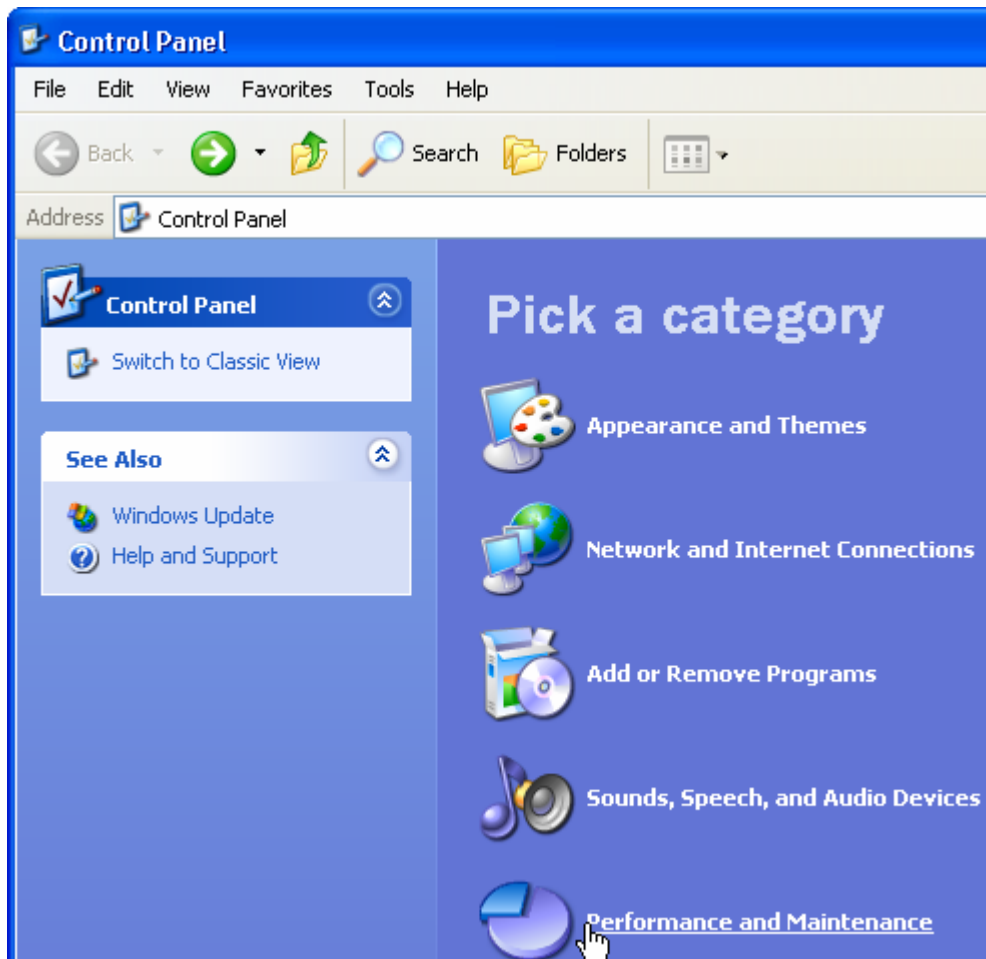 Control Panel
File Edit View Favorites Tools Help
Back Search Folders
Address Control Panel
Control Panel
Switch to Classic View
See Also
Windows Update
Help and Support
Pick a category
Appearance and Themes
Network and Internet Connections
Add or Remove Programs
Sounds, Speech, and Audio Devices
Performance and Maintenance